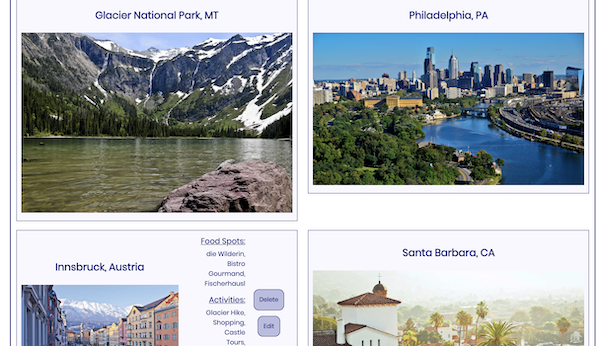 Glacier National Park, MT
Philadelphia, PA
Innsbruck, Austria
Food Spots:
die Wilderin,
Bistro
Gourmand,
Fischerhausl
Activities:
Glacier Hike,
Shopping,
Castle
Tours,
Delete
Edit
Santa Barbara, CA